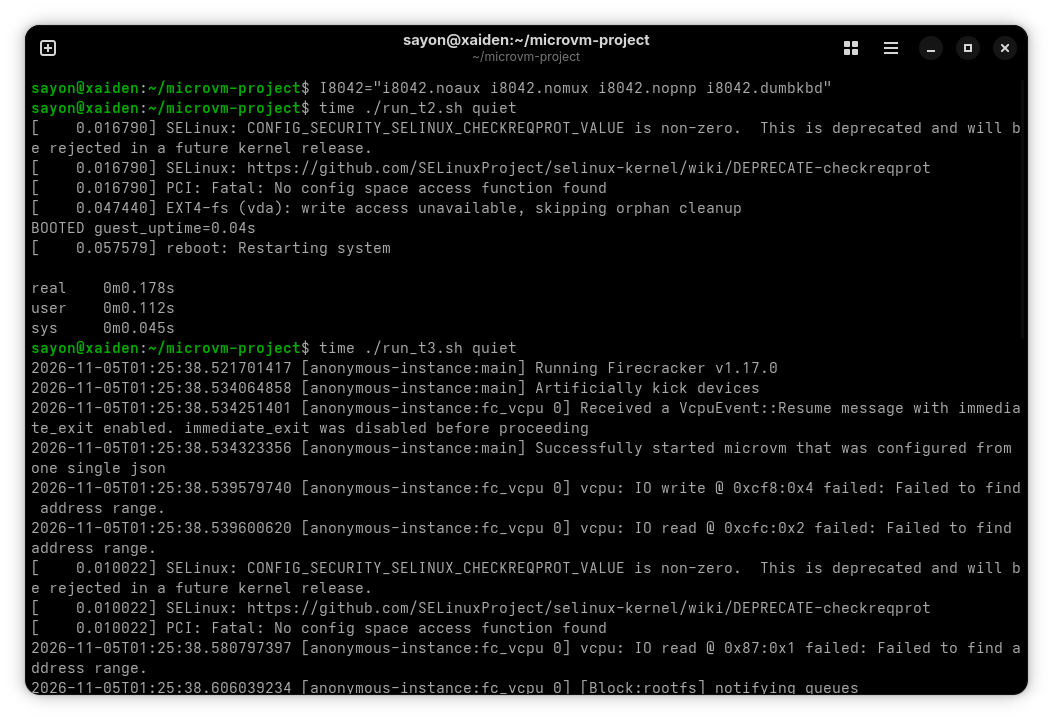 sayon@xaiden:~/microvm-project
~/microvm-project
sayon@xaiden:~/microvm-project$ I8042="i8042.noaux i8042.nomux i8042.nopnp i8042.dumbkbd"
sayon@xaiden:~/microvm-project$ time ./run_t2.sh quiet
[    0.016790] SELinux: CONFIG_SECURITY_SELINUX_CHECKREQPROT_VALUE is non-zero.  This is deprecated and will b
e rejected in a future kernel release.
[    0.016790] SELinux: https://github.com/SELinuxProject/selinux-kernel/wiki/DEPRECATE-checkreqprot
[    0.016790] PCI: Fatal: No config space access function found
[    0.047440] EXT4-fs (vda): write access unavailable, skipping orphan cleanup
BOOTED guest_uptime=0.04s
[    0.057579] reboot: Restarting system
real    0m0.178s
user    0m0.112s
sys     0m0.045s
sayon@xaiden:~/microvm-project$ time ./run_t3.sh quiet
2026-11-05T01:25:38.521701417 [anonymous-instance:main] Running Firecracker v1.17.0
2026-11-05T01:25:38.534064858 [anonymous-instance:main] Artificially kick devices
2026-11-05T01:25:38.534251401 [anonymous-instance:fc_vcpu 0] Received a VcpuEvent::Resume message with immedia
te_exit enabled. immediate_exit was disabled before proceeding
2026-11-05T01:25:38.534323356 [anonymous-instance:main] Successfully started microvm that was configured from
one single json
2026-11-05T01:25:38.539579740 [anonymous-instance:fc_vcpu 0] vcpu: IO write @ 0xcf8:0x4 failed: Failed to find
 address range.
2026-11-05T01:25:38.539600620 [anonymous-instance:fc_vcpu 0] vcpu: IO read @ 0xcfc:0x2 failed: Failed to find
address range.
[    0.010022] SELinux: CONFIG_SECURITY_SELINUX_CHECKREQPROT_VALUE is non-zero.  This is deprecated and will b
e rejected in a future kernel release.
[    0.010022] SELinux: https://github.com/SELinuxProject/selinux-kernel/wiki/DEPRECATE-checkreqprot
[    0.010022] PCI: Fatal: No config space access function found
2026-11-05T01:25:38.580797397 [anonymous-instance:fc_vcpu 0] vcpu: IO read @ 0x87:0x1 failed: Failed to find a
ddress range.
2026-11-05T01:25:38.606039234 [anonymous-instance:fc_vcpu 0] [Block:rootfs] notifying queues